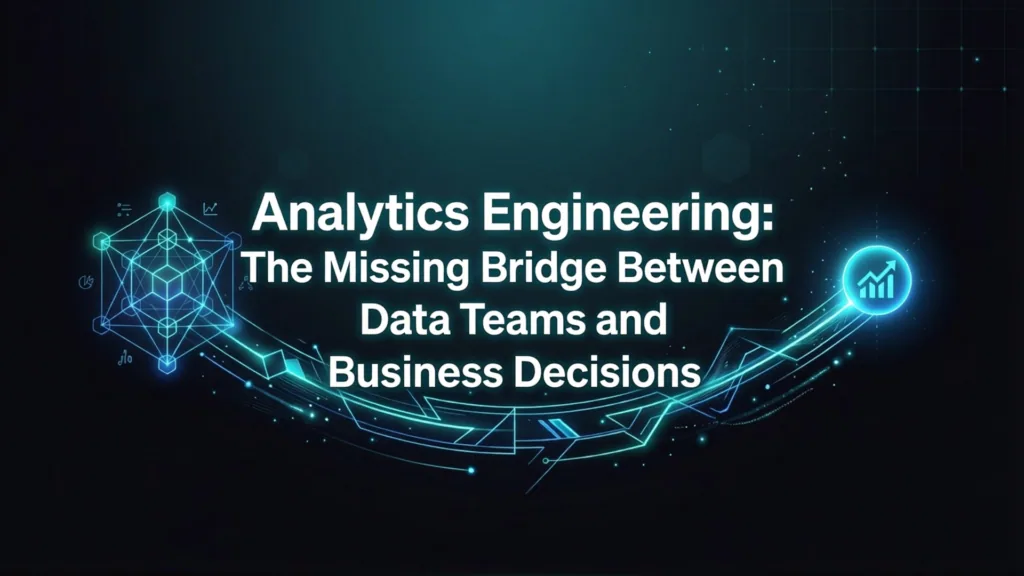 Analytics Engineering:
The Missing Bridge Between
Data Teams and
Business Decisions